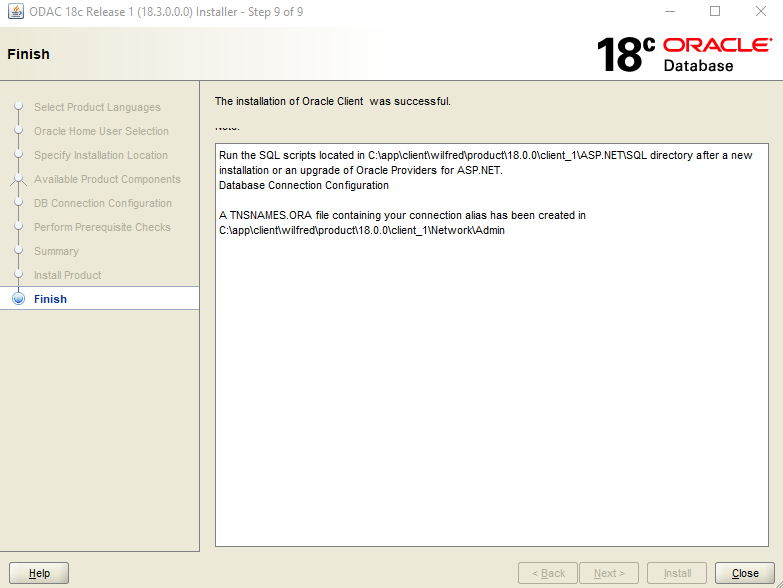 ODAC 18c Release 1 (18.3.0.0.0) Installer - Step 9 of 9
Finish
18c ORACLE
Database
Select Product Languages
Oracle Home User Selection
Specify Installation Location
Available Product Components
DB Connection Configuration
Perform Prerequisite Checks
Summary
Install Product
Finish
The installation of Oracle Client  was successful.
Note:
Run the SQL scripts located in C:\app\client\wilfred\product\18.0.0\client_1\ASP.NET\SQL directory after a new
installation or an upgrade of Oracle Providers for ASP.NET.
Database Connection Configuration
A TNSNAMES.ORA file containing your connection alias has been created in
C:\app\client\wilfred\product\18.0.0\client_1\Network\Admin
Help
< Back
Next >
Install
Close